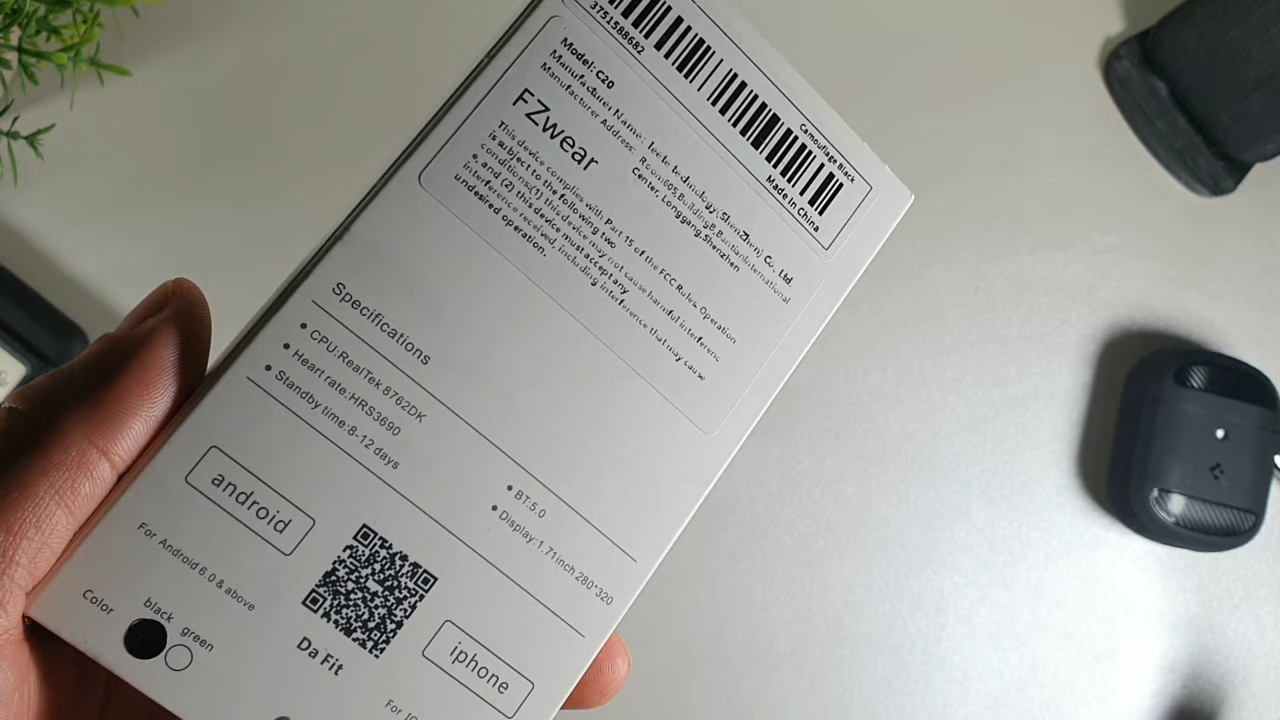 3751588682
Camouflage Black
Made In China
Model: C20
Manufacturer Name: Iecle technology(ShenZhen) Co., Ltd.
Manufacturer Address: Room605,BuildingB,BantianInternational
Center, Longgang,Shenzhen
FZwear
This device complies with Part 15 of the FCC Rules. Operation
is subject to the following two
conditions:(1) this device may not cause harmful interferenc
e, and (2) this device must accept any
interference received, including interference that may cause
undesired operation.
Specifications
CPU:RealTek 8762DK
Heart rate:HRS3690
Standby time:8-12 days
BT:5.0
Display:1.71inch 280*320
android
For Android 6.0 & above
Da Fit
iphone
Color
black
green